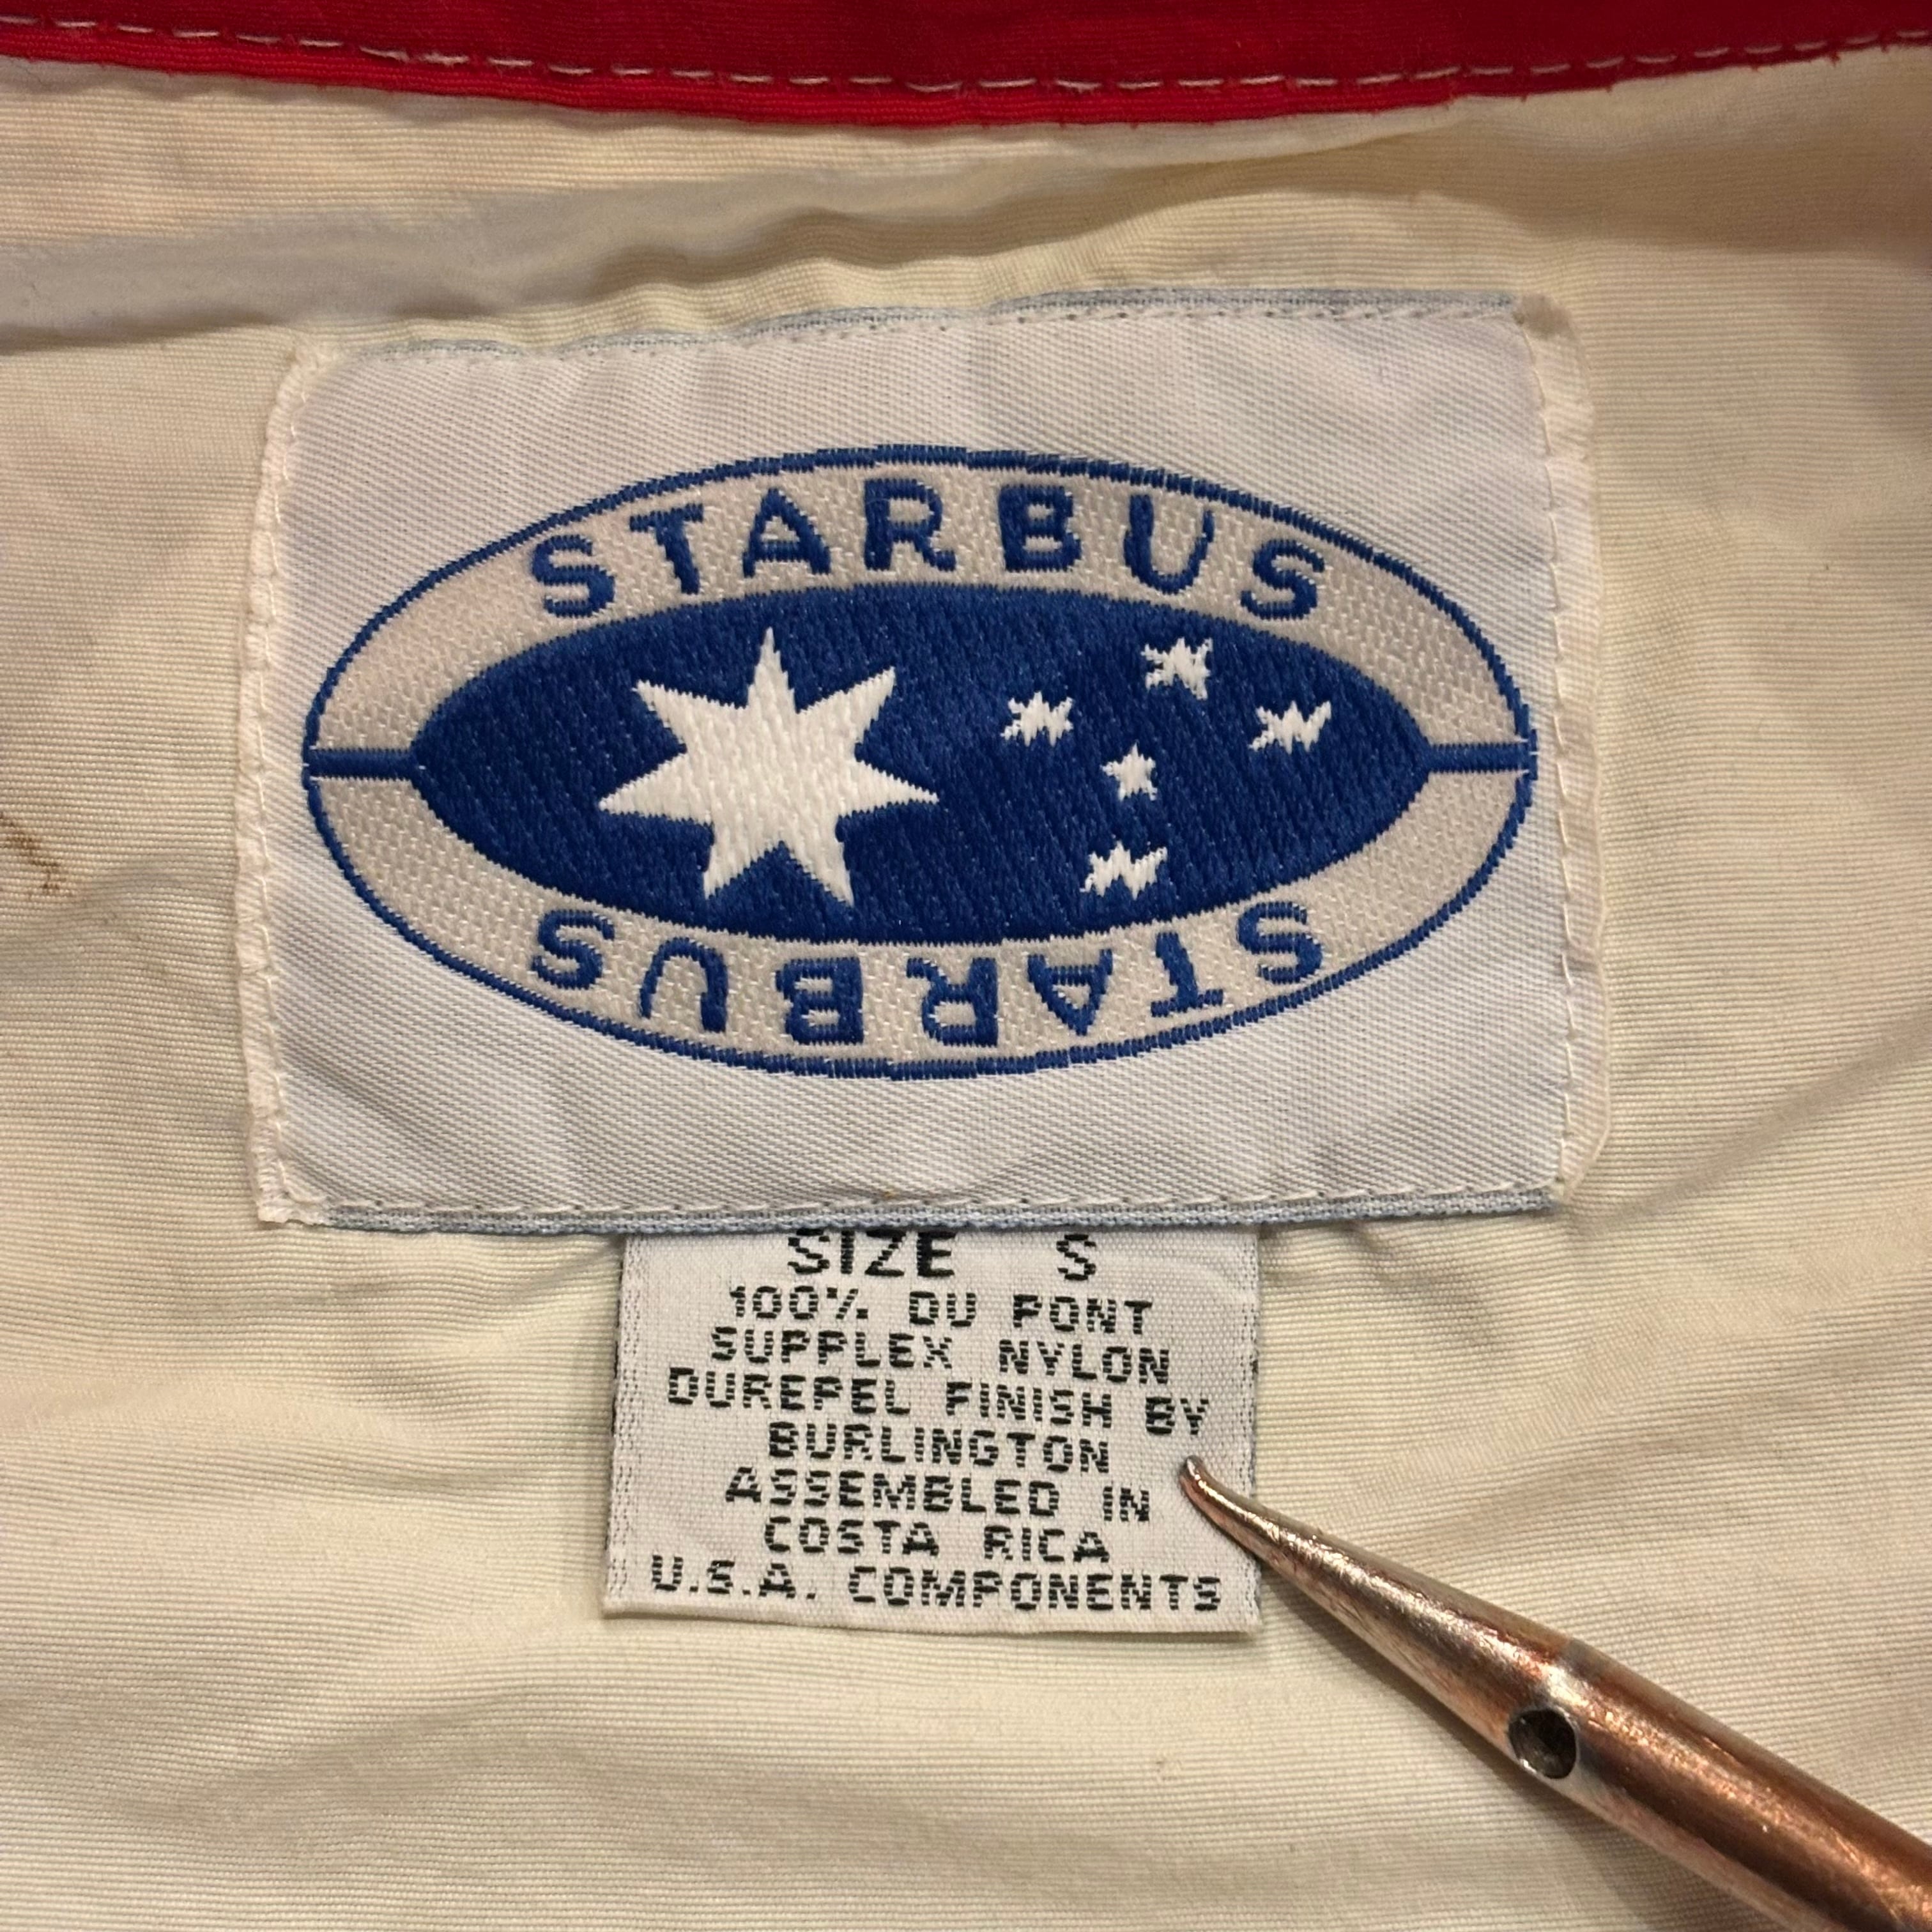 STARBUS
STARBUS
SIZE S
100% DU PONT
SUPPLEX NYLON
DUREPEL FINISH BY
BURLINGTON
ASSEMBLED IN
COSTA RICA
U.S.A. COMPONENTS